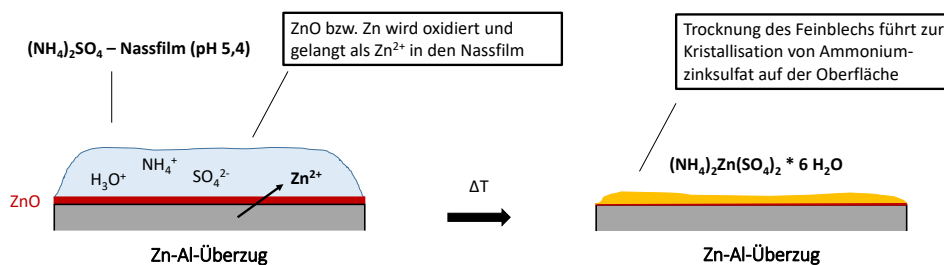 (NH₄)₂SO₄ – Nassfilm (pH 5,4)
ZnO bzw. Zn wird oxidiert und
gelangt als Zn²⁺ in den Nassfilm
H₃O⁺
NH₄⁺
SO₄²⁻
Zn²⁺
ZnO
Zn-Al-Überzug
ΔT
Trocknung des Feinblechs führt zur
Kristallisation von Ammonium-
zinksulfat auf der Oberfläche
(NH₄)₂Zn(SO₄)₂ * 6 H₂O
Zn-Al-Überzug